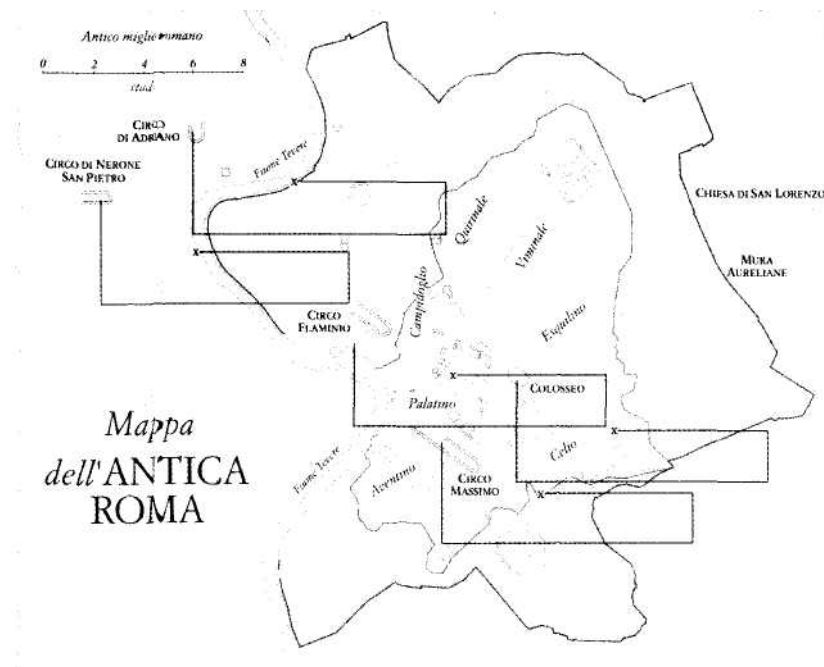 Antico miglio romano
0 2 4 6 8
stad
CIRCO
DI ADRIANO
CIRCO DI NERONE
SAN PIETRO
Fiume Tevere
Quirinale
Viminale
CHIESA DI SAN LORENZO
MURA
AURELIANE
Campidoglio
Esquilino
CIRCO
FLAMINIO
x
x
x
x
x
COLOSSEO
Palatino
Mappa
dell'ANTICA
ROMA
Fiume Tevere
Aventino
Celio
CIRCO
MASSIMO